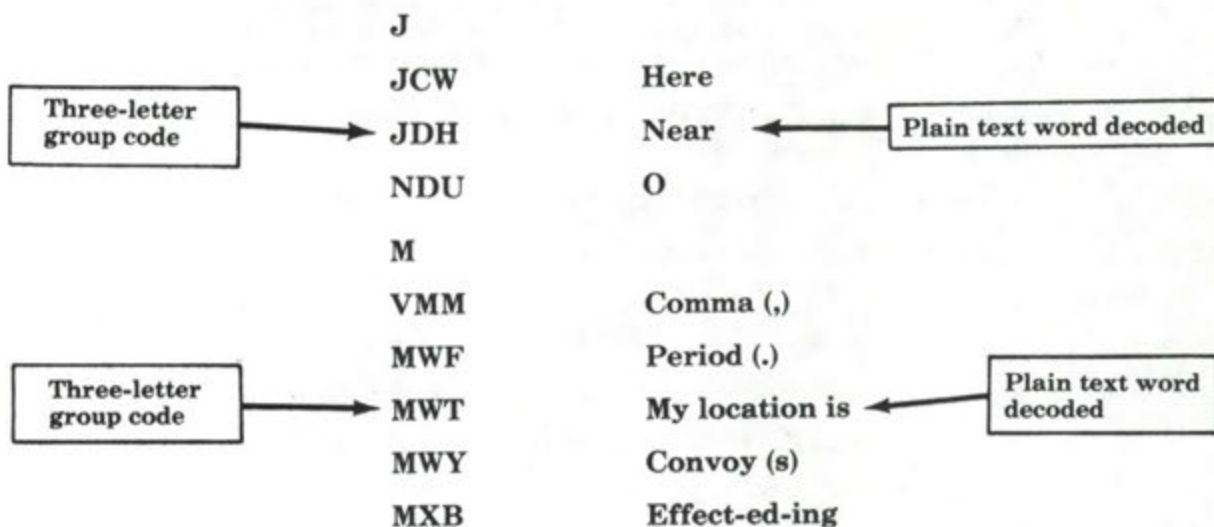 J
JCW Here
Three-letter
group code
JDH Near
Plain text word decoded
NDU O
M
VMM Comma (,)
MWF Period (.)
Three-letter
group code
MWT My location is
Plain text word
decoded
MWY Convoy (s)
MXB Effect-ed-ing